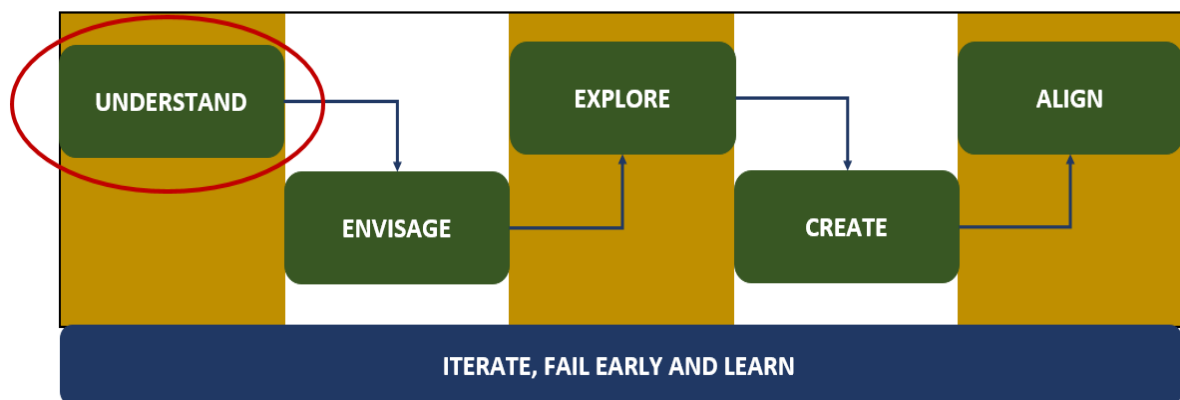 UNDERSTAND
ENVISAGE
EXPLORE
CREATE
ALIGN
ITERATE, FAIL EARLY AND LEARN